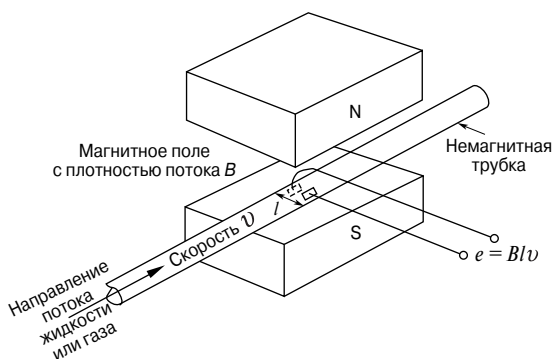 N
Магнитное поле
с плотностью потока B
Немагнитная
трубка
l
S
Скорость υ
e = Blυ
Направление
потока
жидкости
или газа